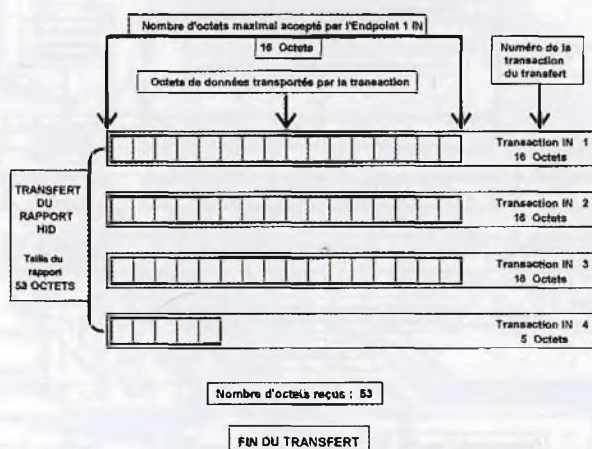 Nombre d'octets maximal accepté par l'Endpoint 1 IN
16 Octets
Numéro de la
transaction
du transfert
Octets de données transportés par la transaction
Transaction IN 1
16 Octets
TRANSFERT
DU
RAPPORT
HID
Taille du
rapport
53 OCTETS
Transaction IN 2
16 Octets
Transaction IN 3
16 Octets
Transaction IN 4
5 Octets
Nombre d'octets reçus : 53
FIN DU TRANSFERT